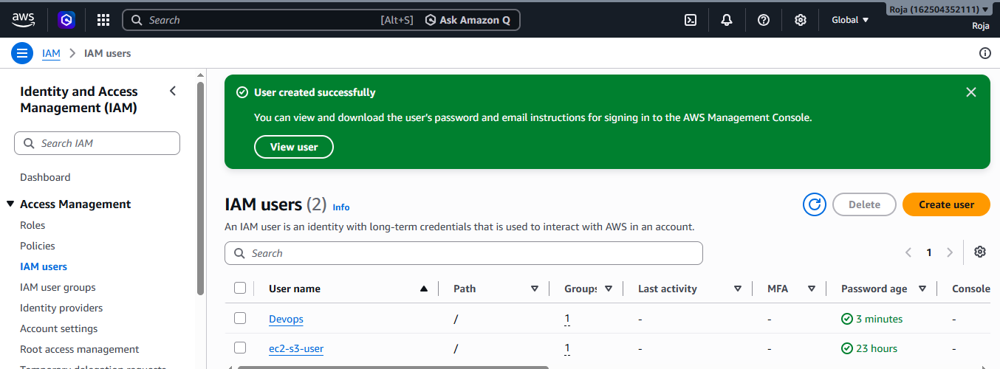 aws
Search [Alt+S] Ask Amazon Q
Global
Roja (162504352111)
Roja
IAM > IAM users
Identity and Access
Management (IAM)
Search IAM
Dashboard
Access Management
Roles
Policies
IAM users
IAM user groups
Identity providers
Account settings
Root access management
Temporary delegation requests
User created successfully
You can view and download the user's password and email instructions for signing in to the AWS Management Console.
View user
IAM users (2) Info
Delete
Create user
An IAM user is an identity with long-term credentials that is used to interact with AWS in an account.
Search
1
User name Path Groups Last activity MFA Password age Console
Devops / 1 - - 3 minutes -
ec2-s3-user / 1 - - 23 hours -